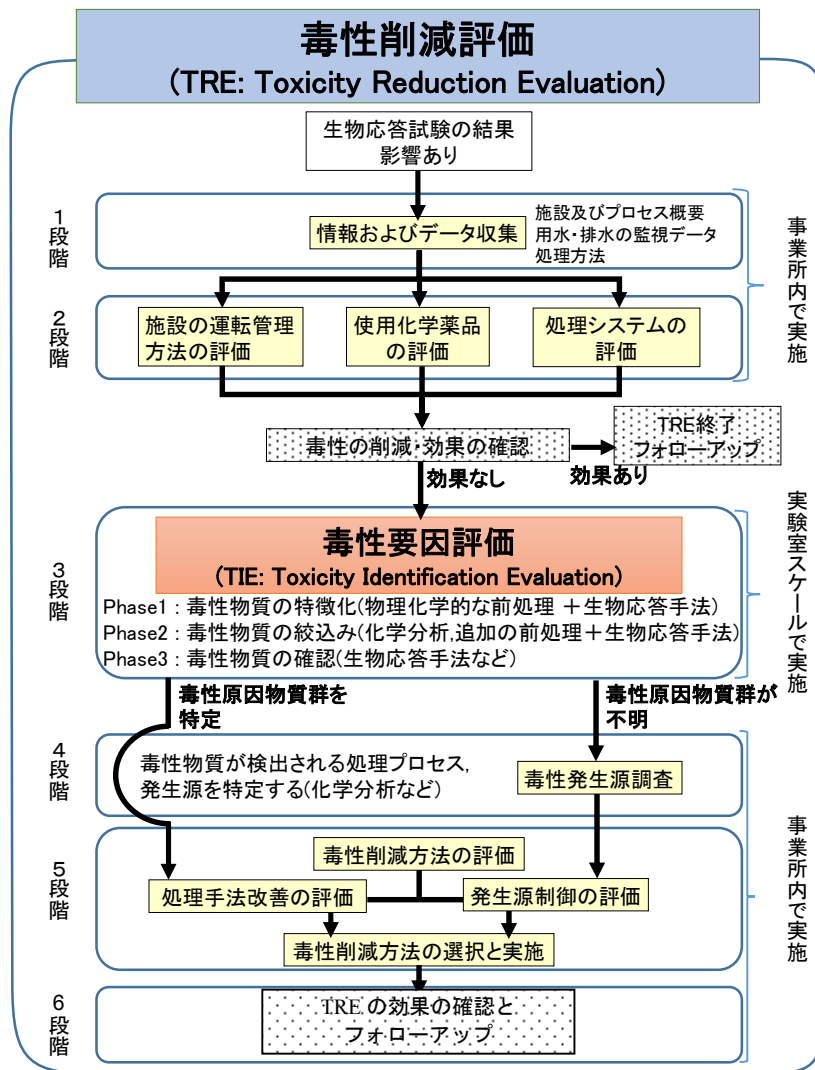 毒性削減評価
(TRE: Toxicity Reduction Evaluation)
生物応答試験の結果
影響あり
1段階
情報およびデータ収集
施設及びプロセス概要
用水・排水の監視データ
処理方法
事業所内で実施
2段階
施設の運転管理
方法の評価
使用化学薬品
の評価
処理システムの
評価
毒性の削減・効果の確認
TRE終了
フォローアップ
効果なし
効果あり
3段階
毒性要因評価
(TIE: Toxicity Identification Evaluation)
Phase1：毒性物質の特徴化(物理化学的な前処理 ＋生物応答手法)
Phase2：毒性物質の絞込み(化学分析,追加の前処理＋生物応答手法)
Phase3：毒性物質の確認(生物応答手法など)
実験室スケールで実施
毒性原因物質群を
特定
毒性原因物質群が
不明
4段階
毒性物質が検出される処理プロセス,
発生源を特定する(化学分析など)
毒性発生源調査
事業所内で実施
5段階
毒性削減方法の評価
処理手法改善の評価
発生源制御の評価
毒性削減方法の選択と実施
6段階
TRE の効果の確認と
フォローアップ